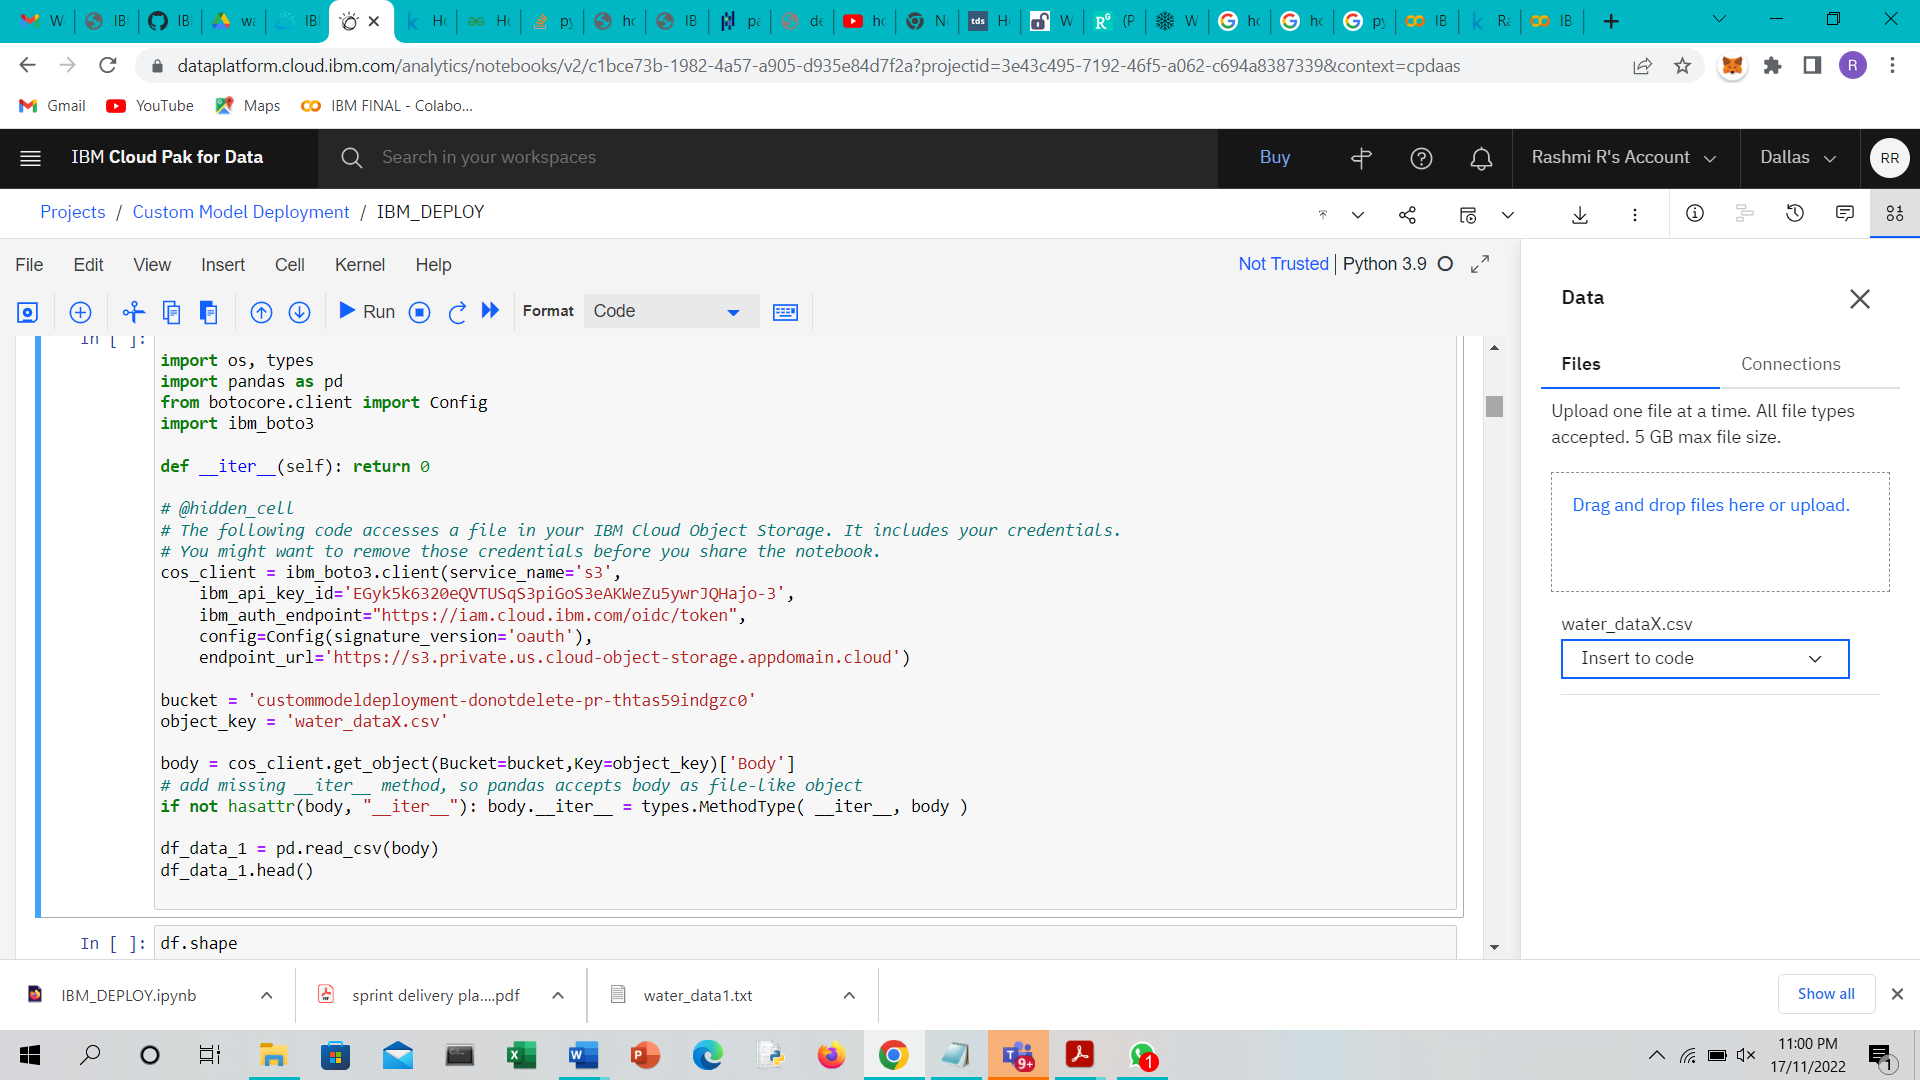 dataplatform.cloud.ibm.com/analytics/notebooks/v2/c1bce73b-1982-4a57-a905-d935e84d7f2a?projectid=3e43c495-7192-46f5-a062-c694a8387339&context=cpdaas
R
Gmail
YouTube
Maps
IBM FINAL - Colabo...
IBM Cloud Pak for Data
Search in your workspaces
Buy
Rashmi R's Account
Dallas
RR
Projects / Custom Model Deployment / IBM_DEPLOY
File Edit View Insert Cell Kernel Help
Not Trusted
Python 3.9
Run
Format
Code
In [ ]:
import os, types
import pandas as pd
from botocore.client import Config
import ibm_boto3
def __iter__(self): return 0
# @hidden_cell
# The following code accesses a file in your IBM Cloud Object Storage. It includes your credentials.
# You might want to remove those credentials before you share the notebook.
cos_client = ibm_boto3.client(service_name='s3',
ibm_api_key_id='EGyk5k6320eQVTUSqS3piGoS3eAKWeZu5ywrJQHajo-3',
ibm_auth_endpoint="https://iam.cloud.ibm.com/oidc/token",
config=Config(signature_version='oauth'),
endpoint_url='https://s3.private.us.cloud-object-storage.appdomain.cloud')
bucket = 'custommodeldeployment-donotdelete-pr-thtas59indgzc0'
object_key = 'water_dataX.csv'
body = cos_client.get_object(Bucket=bucket,Key=object_key)['Body']
# add missing __iter__ method, so pandas accepts body as file-like object
if not hasattr(body, "__iter__"): body.__iter__ = types.MethodType( __iter__, body )
df_data_1 = pd.read_csv(body)
df_data_1.head()
In [ ]: df.shape
Data
Files
Connections
Upload one file at a time. All file types
accepted. 5 GB max file size.
Drag and drop files here or upload.
water_dataX.csv
Insert to code
IBM_DEPLOY.ipynb
sprint delivery pla....pdf
water_data1.txt
Show all
9+
1
11:00 PM
17/11/2022
1